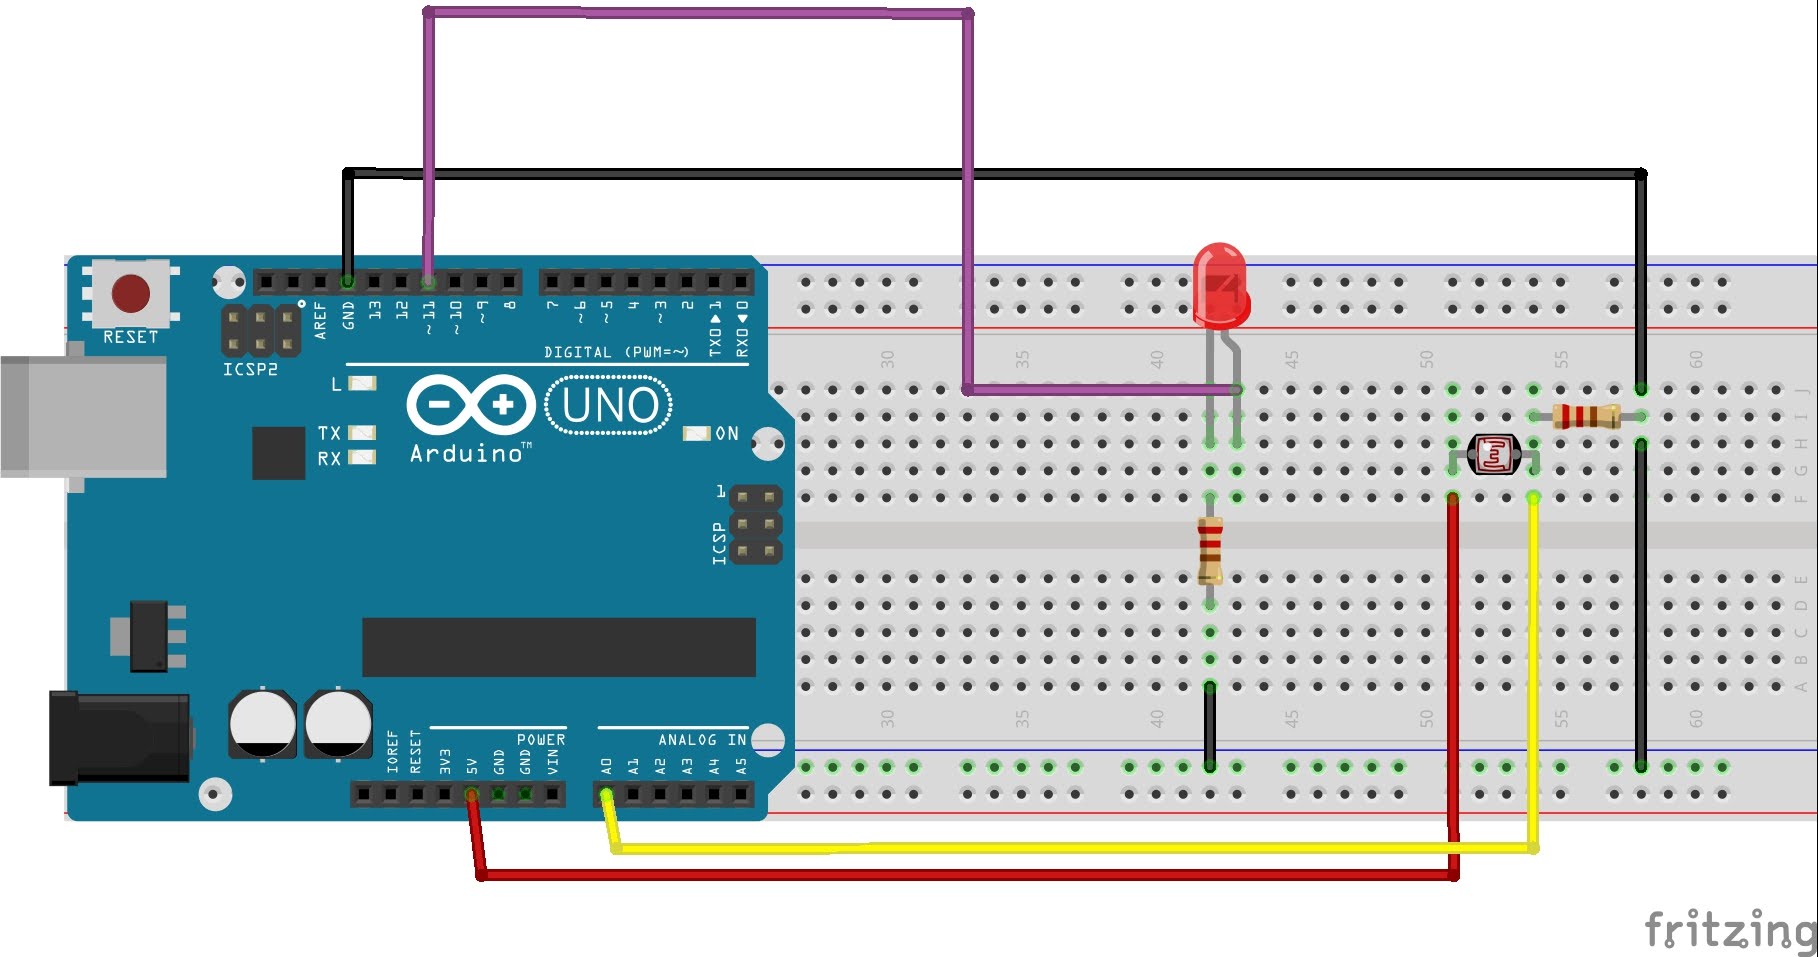 RESET
ICSP2
AREF
GND
13
12
~11
~10
~9
8
7
~6
~5
4
~3
2
TX0▶1
RX0◀0
DIGITAL (PWM=~)
L
TX
RX
UNO
Arduino™
ON
1
ICSP
IOREF
RESET
3V3
5V
GND
GND
VIN
POWER
ANALOG IN
A0
A1
A2
A3
A4
A5
30 35 40 45 50 55 60
J
I
H
G
F
E
D
C
B
A
30 35 40 45 50 55 60
fritzing